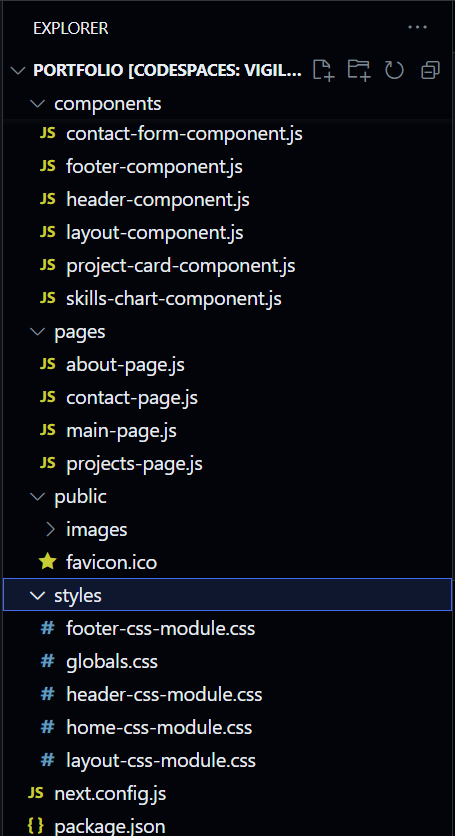 EXPLORER ...
PORTFOLIO [CODESPACES: VIGIL...
components
JS contact-form-component.js
JS footer-component.js
JS header-component.js
JS layout-component.js
JS project-card-component.js
JS skills-chart-component.js
pages
JS about-page.js
JS contact-page.js
JS main-page.js
JS projects-page.js
public
images
favicon.ico
styles
# footer-css-module.css
# globals.css
# header-css-module.css
# home-css-module.css
# layout-css-module.css
JS next.config.js
{ } package.json